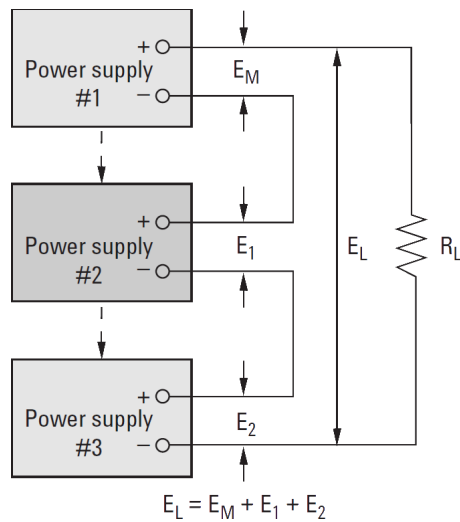 +
Power supply
#1
−
E_M
+
Power supply
#2
−
E_1
E_L
R_L
+
Power supply
#3
−
E_2
E_L = E_M + E_1 + E_2